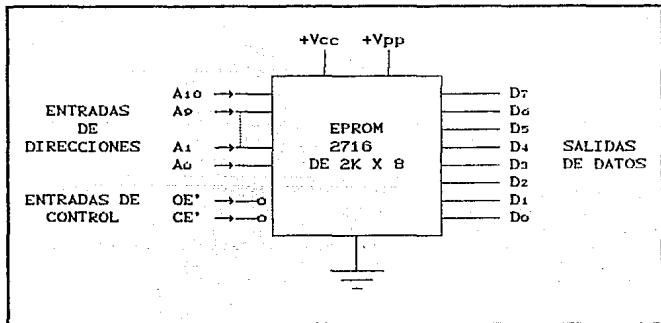 +Vcc +Vpp
A10
A9
A1
A0
ENTRADAS
DE
DIRECCIONES
ENTRADAS DE
CONTROL
OE'
CE'
EPROM
2716
DE 2K X 8
D7
D6
D5
D4
D3
D2
D1
D0
SALIDAS
DE DATOS